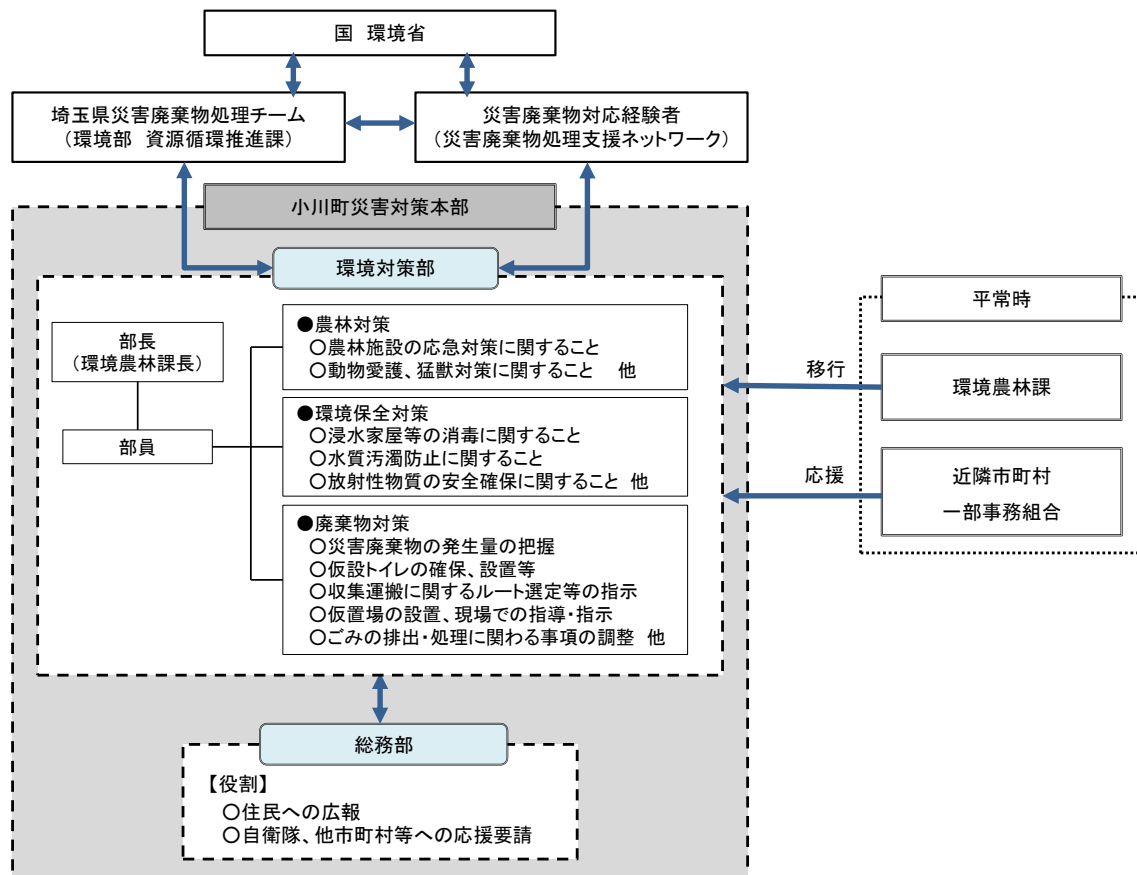 国 環境省
埼玉県災害廃棄物処理チーム
（環境部 資源循環推進課）
災害廃棄物対応経験者
（災害廃棄物処理支援ネットワーク）
小川町災害対策本部
環境対策部
部長
（環境農林課長）
部員
●農林対策
○農林施設の応急対策に関すること
○動物愛護、猛獣対策に関すること 他
●環境保全対策
○浸水家屋等の消毒に関すること
○水質汚濁防止に関すること
○放射性物質の安全確保に関すること 他
●廃棄物対策
○災害廃棄物の発生量の把握
○仮設トイレの確保、設置等
○収集運搬に関するルート選定等の指示
○仮置場の設置、現場での指導・指示
○ごみの排出・処理に関わる事項の調整 他
移行
応援
平常時
環境農林課
近隣市町村
一部事務組合
総務部
【役割】
○住民への広報
○自衛隊、他市町村等への応援要請